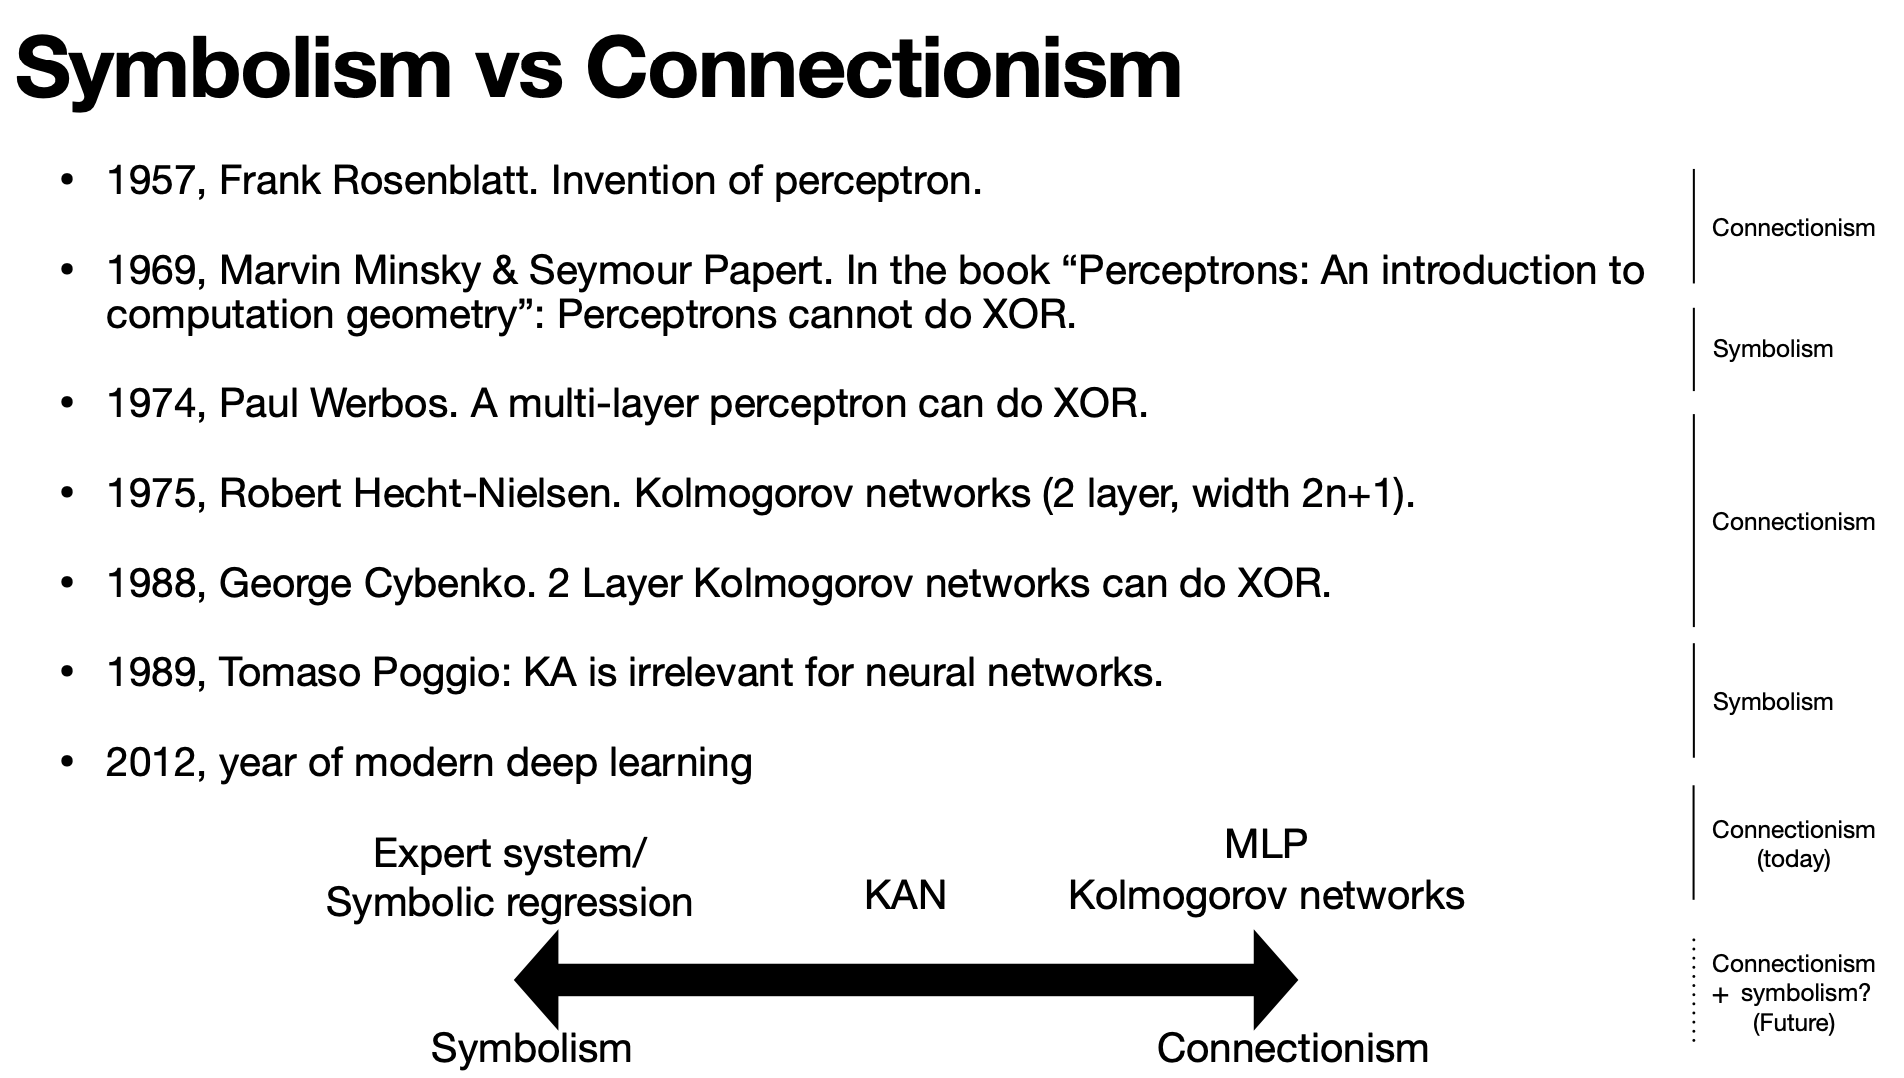 Symbolism vs Connectionism
• 1957, Frank Rosenblatt. Invention of perceptron.
• 1969, Marvin Minsky & Seymour Papert. In the book “Perceptrons: An introduction to
computation geometry”: Perceptrons cannot do XOR.
• 1974, Paul Werbos. A multi-layer perceptron can do XOR.
• 1975, Robert Hecht-Nielsen. Kolmogorov networks (2 layer, width 2n+1).
• 1988, George Cybenko. 2 Layer Kolmogorov networks can do XOR.
• 1989, Tomaso Poggio: KA is irrelevant for neural networks.
• 2012, year of modern deep learning
Connectionism
Symbolism
Connectionism
Symbolism
Connectionism
(today)
Connectionism
+ symbolism?
(Future)
Expert system/
Symbolic regression
KAN
MLP
Kolmogorov networks
Symbolism
Connectionism